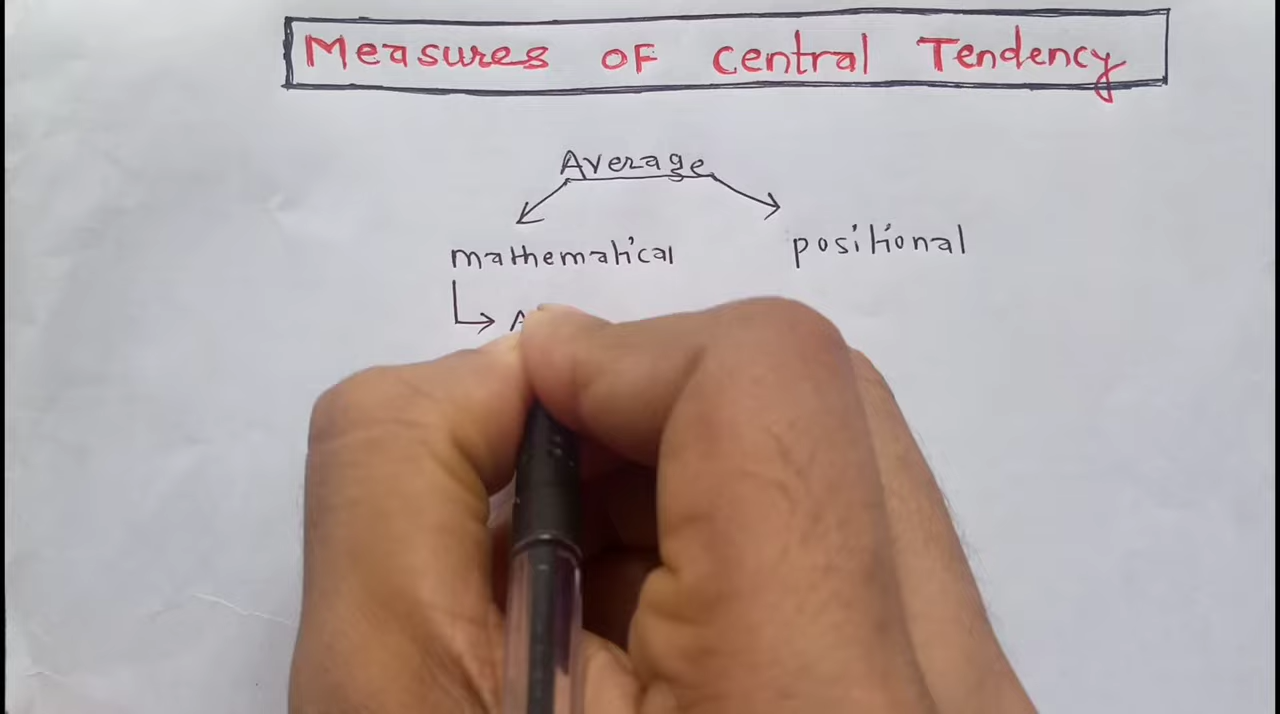 Measures OF central Tendency
Average
mathematical positional
A